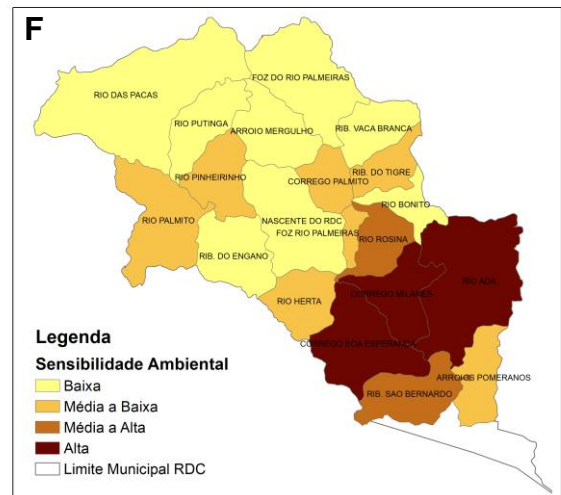 F
FOZ DO RIO PALMEIRAS
RIO DAS PACAS
RIO PUTINGA
ARROIO MERGULHO
RIB. VACA BRANCA
RIO PINHEIRINHO
RIB. DO TIGRE
CORREGO PALMITO
RIO BONITO
RIO PALMITO
NASCENTE DO RDC
FOZ RIO PALMEIRAS
RIO ROSINA
RIB. DO ENGANO
RIO ADA
CORREGO MILANES
RIO HERTA
CORREGO BOA ESPERANCA
POMERANOS
RIB. SAO BERNARDO
Legenda
Sensibilidade Ambiental
Baixa
Média a Baixa
Média a Alta
Alta
Limite Municipal RDC